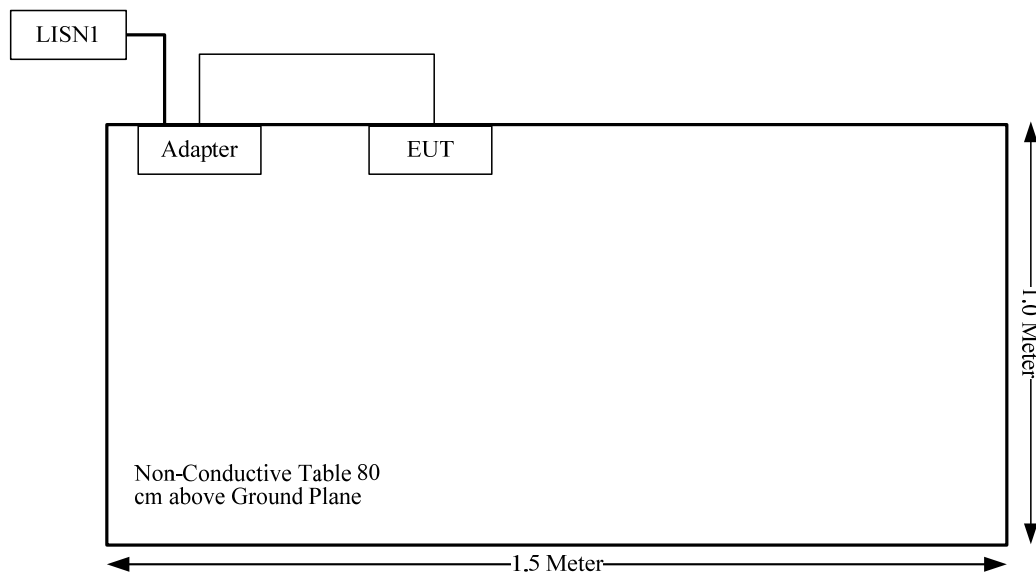 LISN1
Adapter
EUT
1.0 Meter
Non-Conductive Table 80
cm above Ground Plane
1.5 Meter